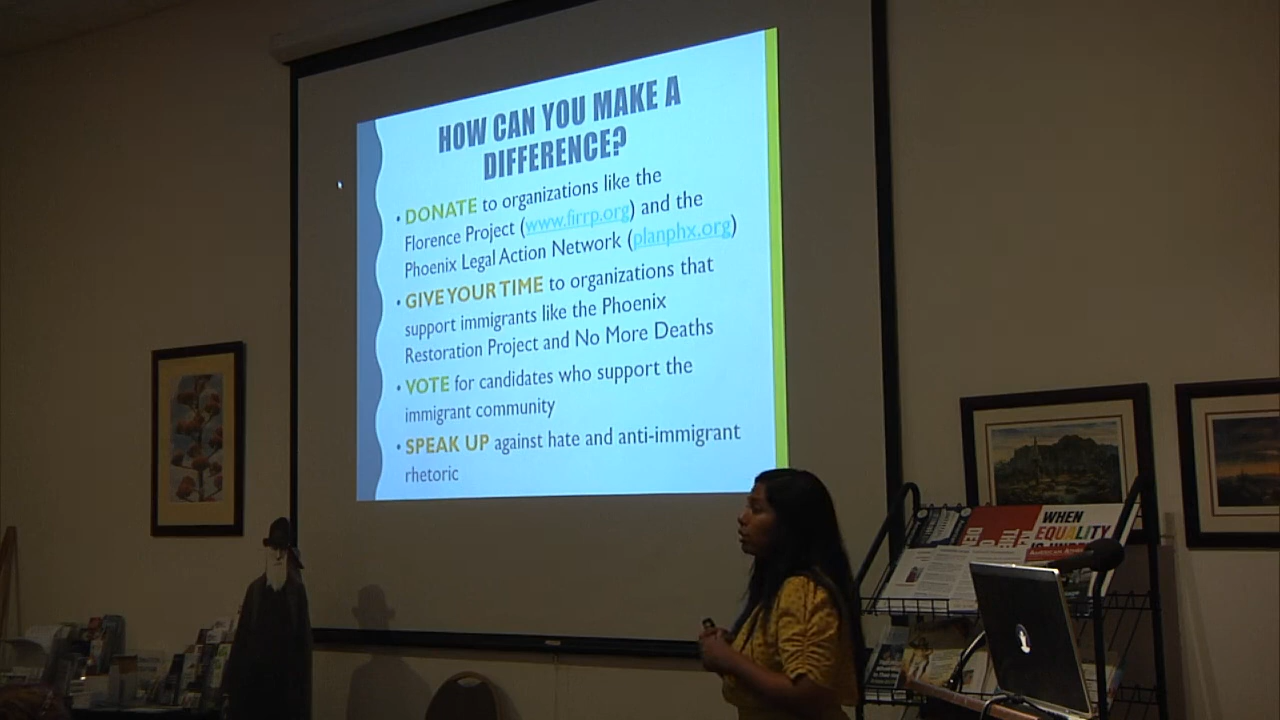 HOW CAN YOU MAKE A
DIFFERENCE?
• DONATE to organizations like the
Florence Project (www.firrp.org) and the
Phoenix Legal Action Network (planphx.org)
• GIVE YOUR TIME to organizations that
support immigrants like the Phoenix
Restoration Project and No More Deaths
• VOTE for candidates who support the
immigrant community
• SPEAK UP against hate and anti-immigrant
rhetoric
WHEN
EQUALITY